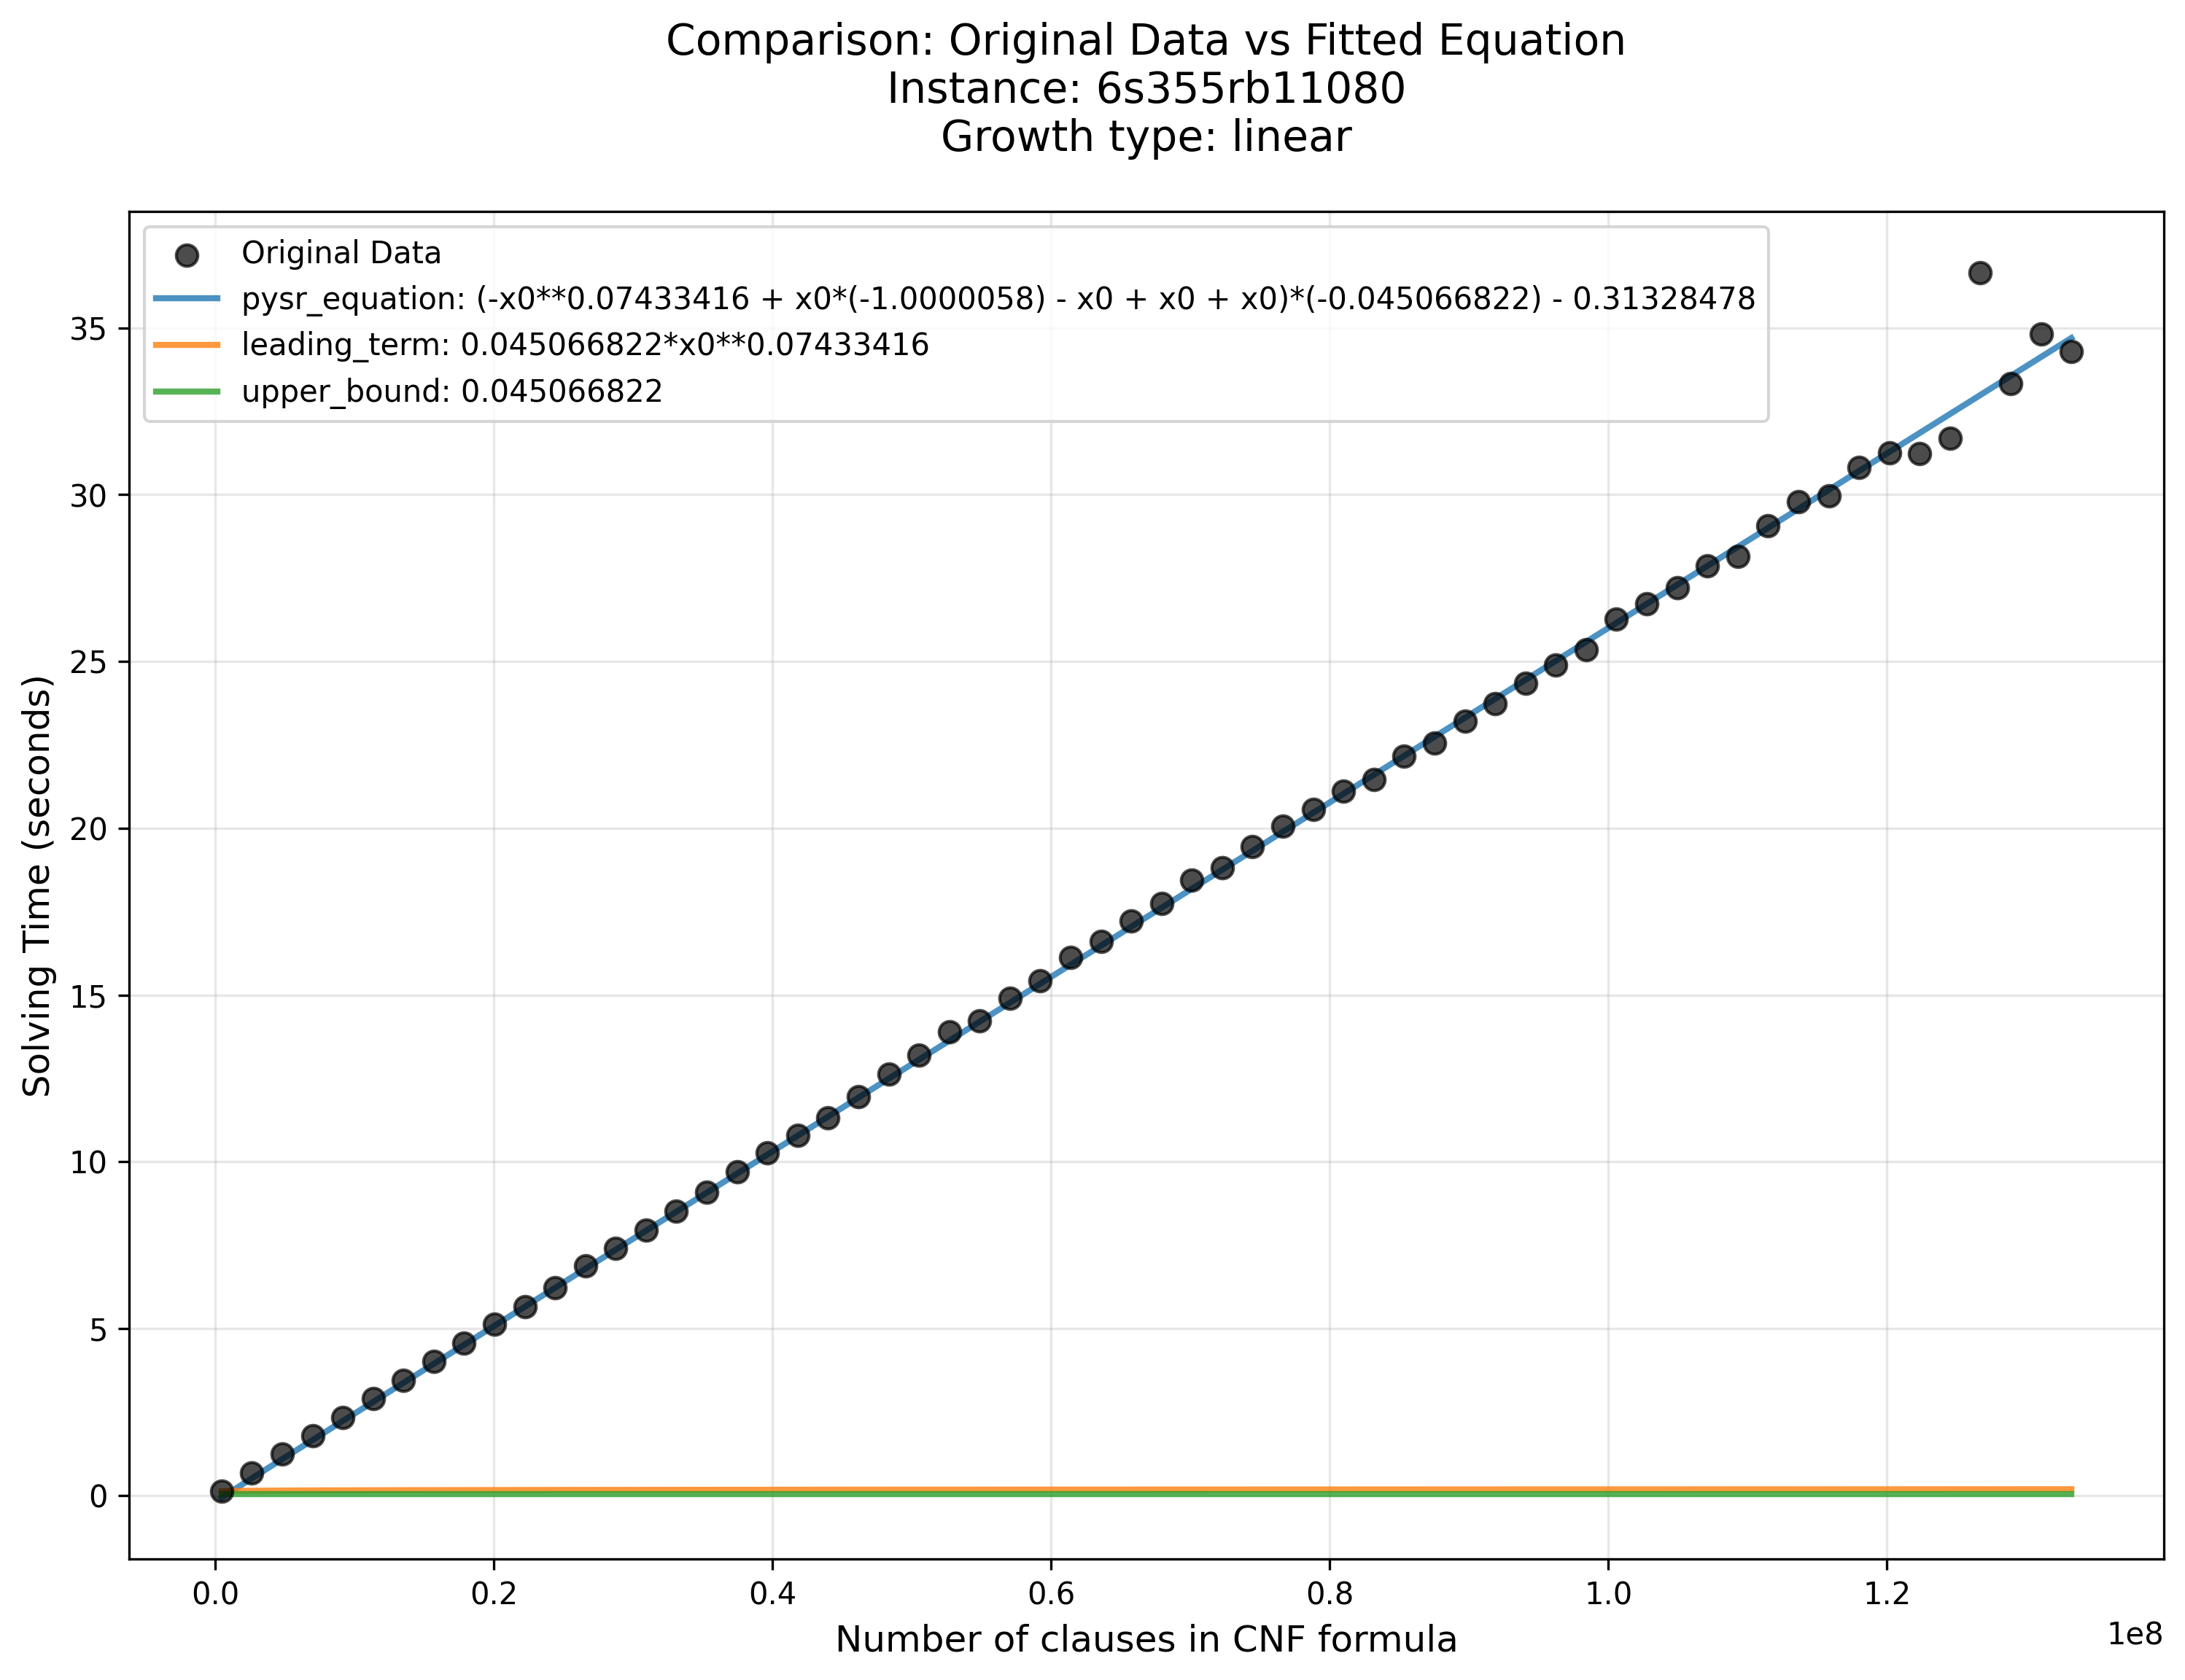 Comparison: Original Data vs Fitted Equation
Instance: 6s355rb11080
Growth type: linear
Original Data
pysr_equation: (-x0**0.07433416 + x0*(-1.0000058) - x0 + x0 + x0)*(-0.045066822) - 0.31328478
leading_term: 0.045066822*x0**0.07433416
upper_bound: 0.045066822
Solving Time (seconds)
35
30
25
20
15
10
5
0
0.0 0.2 0.4 0.6 0.8 1.0 1.2
1e8
Number of clauses in CNF formula